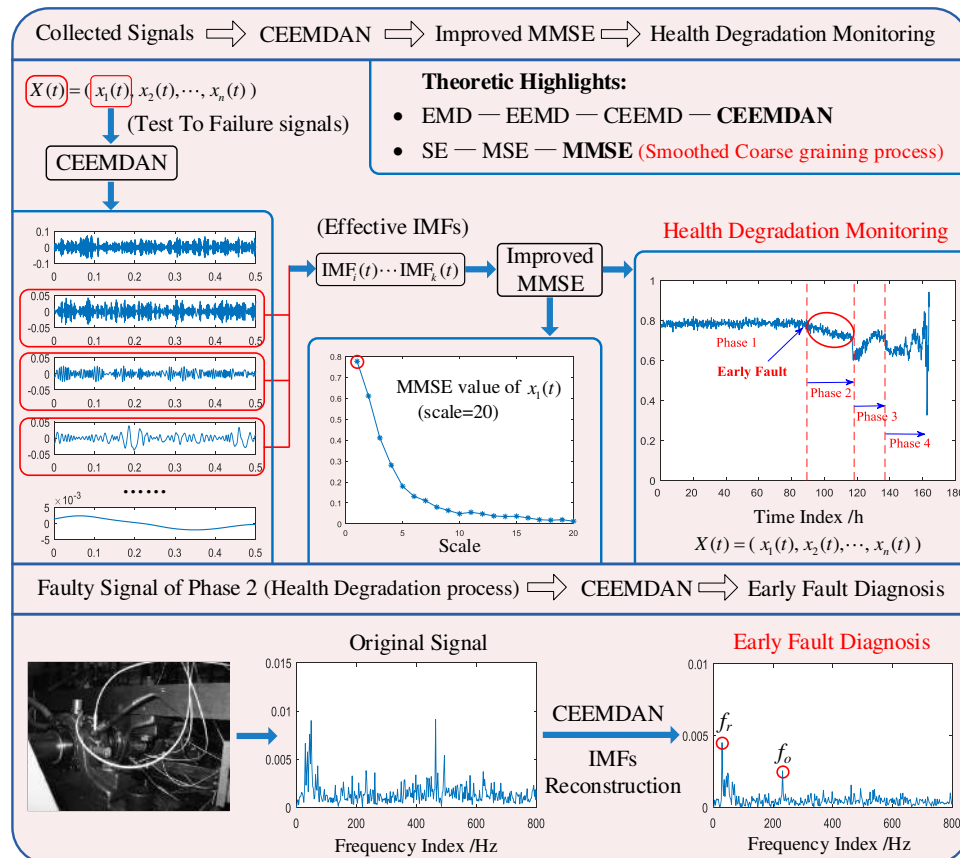 Collected Signals ⇒ CEEMDAN ⇒ Improved MMSE ⇒ Health Degradation Monitoring
X(t) = ( x₁(t), x₂(t),⋯, xₙ(t) )
(Test To Failure signals)
CEEMDAN
Theoretic Highlights:
• EMD — EEMD — CEEMD — CEEMDAN
• SE — MSE — MMSE (Smoothed Coarse graining process)
0.1
0
-0.1
0 0.1 0.2 0.3 0.4 0.5
0.05
0
-0.05
0 0.1 0.2 0.3 0.4 0.5
0.05
0
-0.05
0 0.1 0.2 0.3 0.4 0.5
0.05
0
-0.05
0 0.1 0.2 0.3 0.4 0.5
......
× 10⁻³
5
0
-5
0 0.1 0.2 0.3 0.4 0.5
(Effective IMFs)
IMFᵢ(t)⋯IMFₖ(t)
Improved
MMSE
MMSE value of x₁(t)
(scale=20)
0.8
0.7
0.6
0.5
0.4
0.3
0.2
0.1
0
0 5 10 15 20
Scale
Health Degradation Monitoring
1
0.8
0.6
0.4
0.2
0
Phase 1
Early Fault
Phase 2
Phase 3
Phase 4
0 20 40 60 80 100 120 140 160 180
Time Index /h
X(t) = ( x₁(t), x₂(t),⋯, xₙ(t) )
Faulty Signal of Phase 2 (Health Degradation process) ⇒ CEEMDAN ⇒ Early Fault Diagnosis
Original Signal
0.015
0.01
0.005
0
0 200 400 600 800
Frequency Index /Hz
CEEMDAN
IMFs
Reconstruction
Early Fault Diagnosis
0.01
0.005
0
fᵣ
fₒ
0 200 400 600 800
Frequency Index /Hz